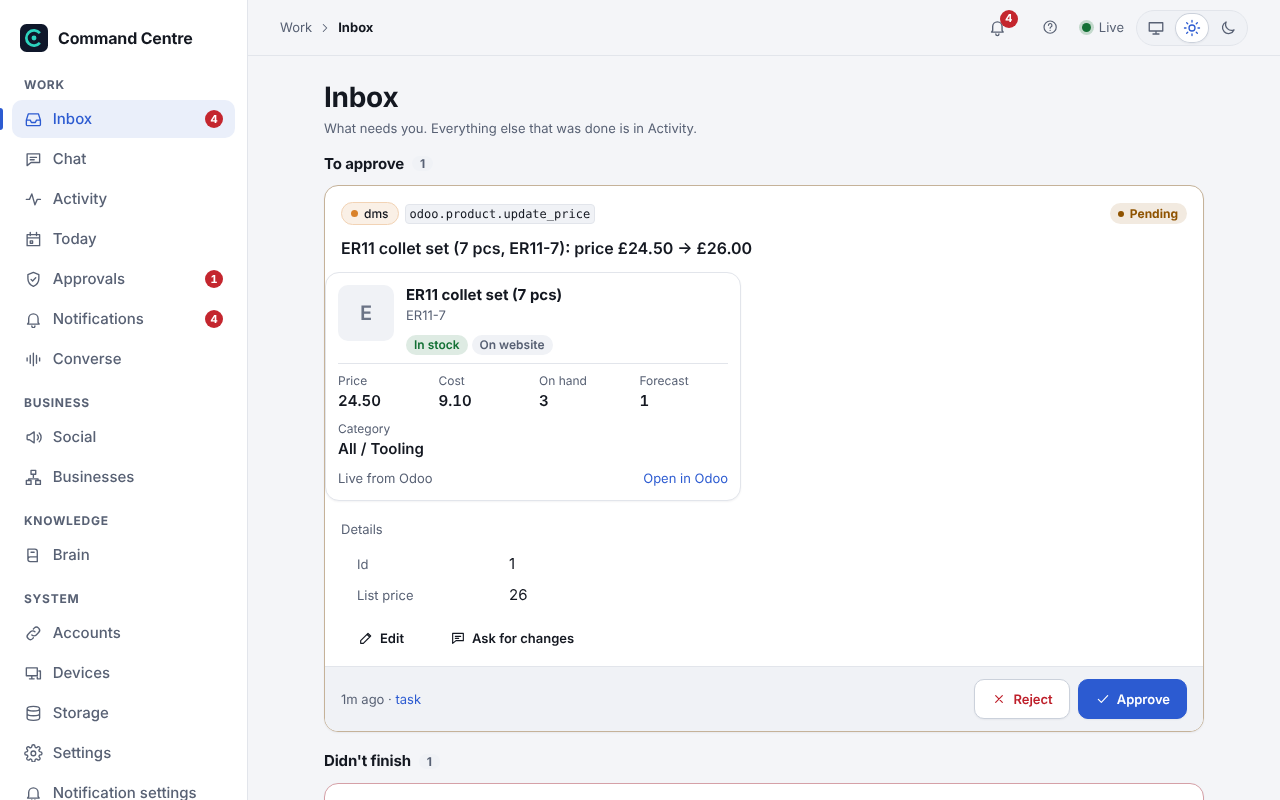 Command Centre
WORK
Inbox 4
Chat
Activity
Today
Approvals 1
Notifications 4
Converse
BUSINESS
Social
Businesses
KNOWLEDGE
Brain
SYSTEM
Accounts
Devices
Storage
Settings
Notification settings
Work > Inbox
4
Live
Inbox
What needs you. Everything else that was done is in Activity.
To approve 1
dms odoo.product.update_price Pending
ER11 collet set (7 pcs, ER11-7): price £24.50 → £26.00
E
ER11 collet set (7 pcs)
ER11-7
In stock On website
Price Cost On hand Forecast
24.50 9.10 3 1
Category
All / Tooling
Live from Odoo Open in Odoo
Details
Id 1
List price 26
Edit Ask for changes
1m ago · task Reject Approve
Didn't finish 1